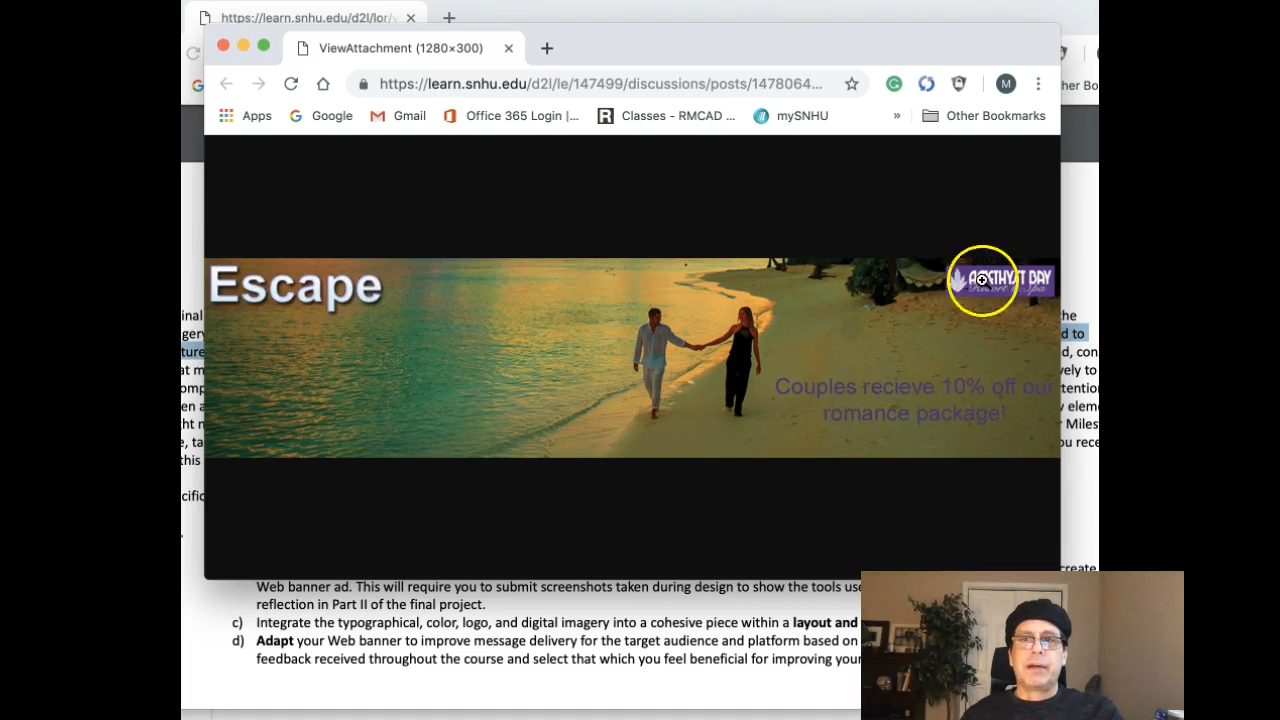 https://learn.snhu.edu/d2l/lor/v
ViewAttachment (1280×300)
https://learn.snhu.edu/d2l/le/147499/discussions/posts/1478064...
M
Apps
Google
Gmail
Office 365 Login |...
R
Classes - RMCAD ...
mySNHU
»
Other Bookmarks
Escape
BAY
Resort & Spa
Couples recieve 10% off our
romance package!
Web banner ad. This will require you to submit screenshots taken during design to show the tools use
reflection in Part II of the final project.
c) Integrate the typographical, color, logo, and digital imagery into a cohesive piece within a layout and
d) Adapt your Web banner to improve message delivery for the target audience and platform based on
feedback received throughout the course and select that which you feel beneficial for improving your